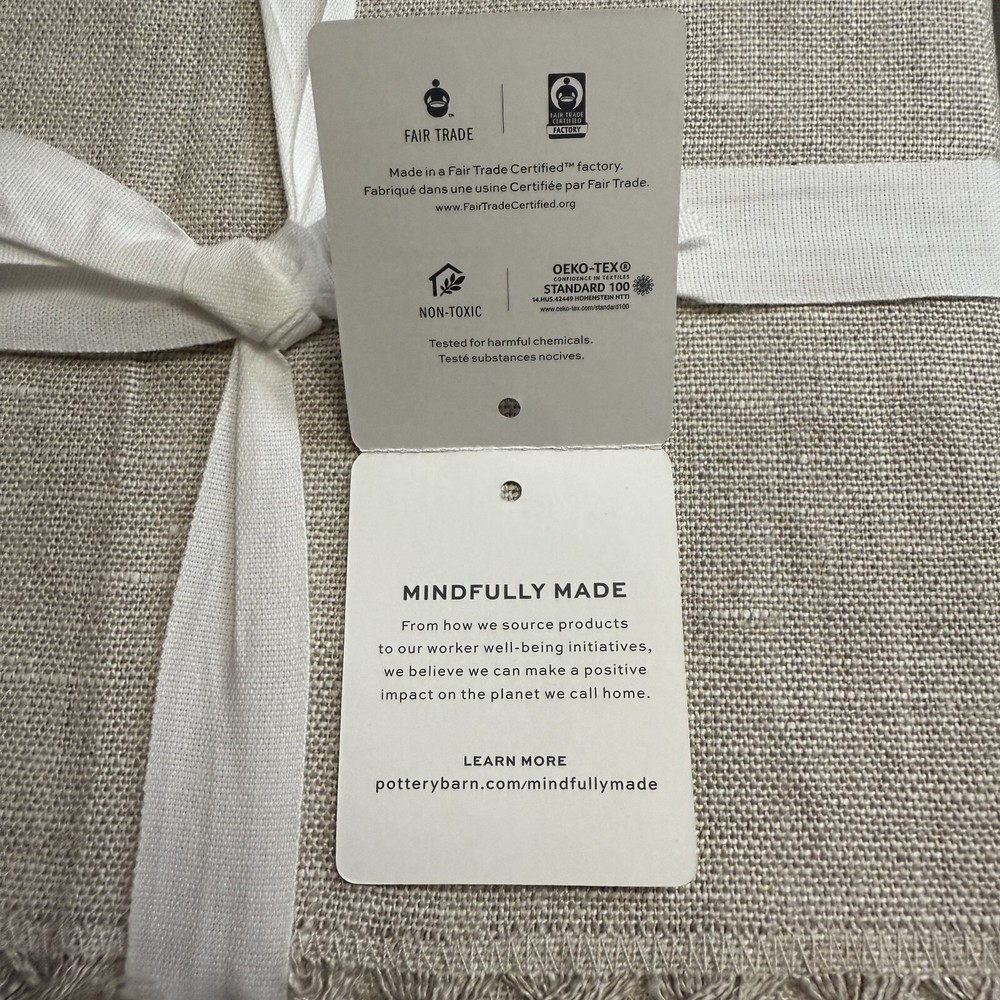 FAIR TRADE
FAIR TRADE
CERTIFIED
FACTORY
Made in a Fair Trade Certified™ factory.
Fabriqué dans une usine Certifiée par Fair Trade.
www.FairTradeCertified.org
NON-TOXIC
OEKO-TEX®
CONFIDENCE IN TEXTILES
STANDARD 100
14.HUS.42449 HOHENSTEIN HTTI
www.oeko-tex.com/standard100
Tested for harmful chemicals.
Testé substances nocives.
MINDFULLY MADE
From how we source products
to our worker well-being initiatives,
we believe we can make a positive
impact on the planet we call home.
LEARN MORE
potterybarn.com/mindfullymade